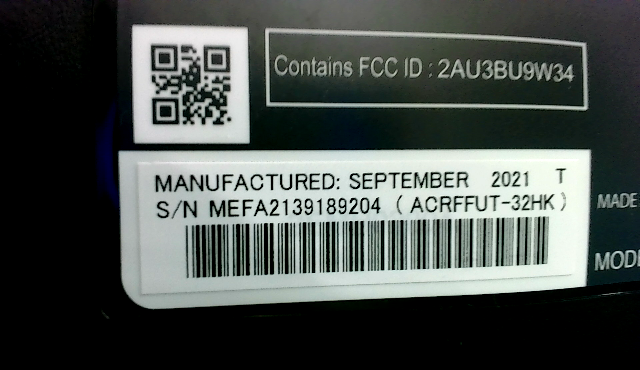 Contains FCC ID : 2AU3BU9W34
MANUFACTURED: SEPTEMBER 2021 T
S/N MEFA2139189204 ( ACRFFUT-32HK )
MADE
MODE